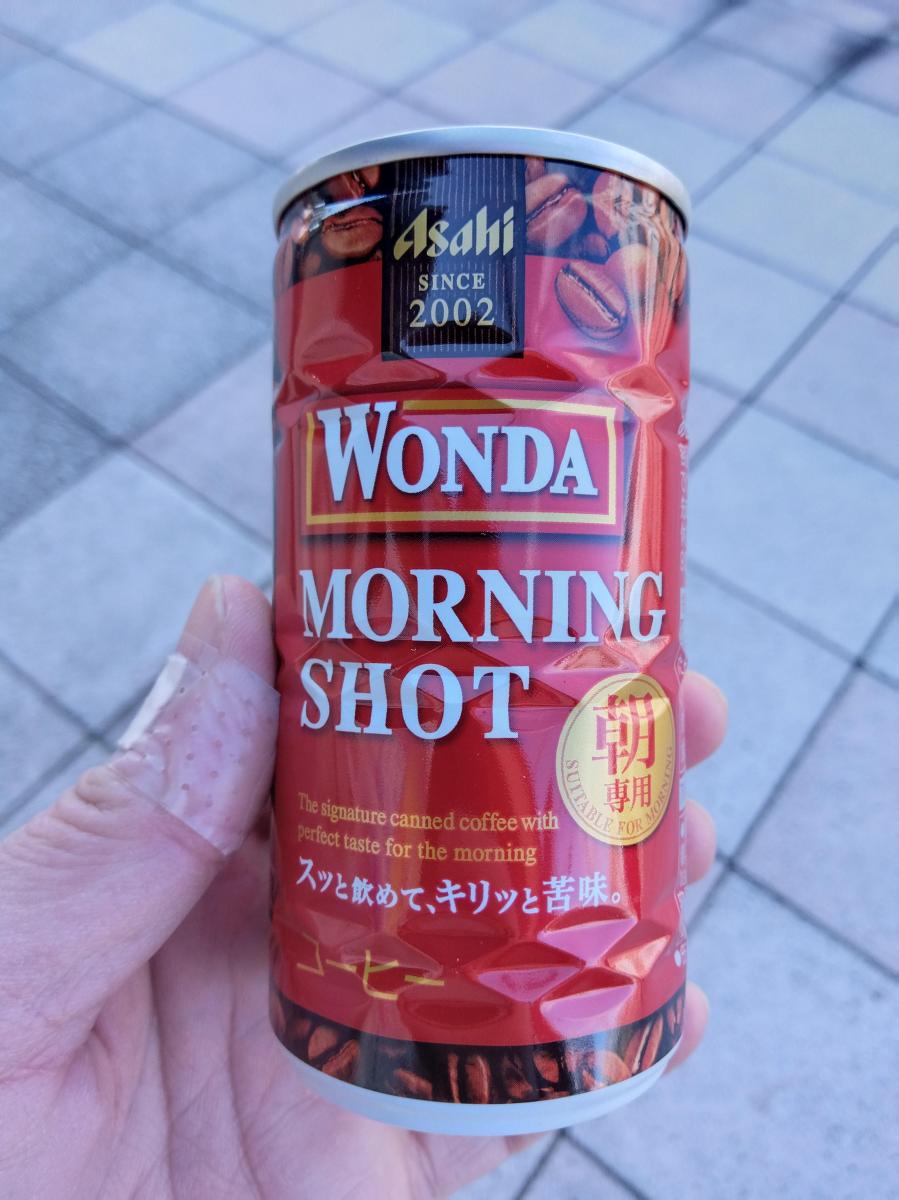 Asahi
SINCE
2002
WONDA
MORNING
SHOT
朝
専用
SUITABLE FOR MORNING
The signature canned coffee with
perfect taste for the morning
スッと飲めて、キリッと苦味。
コーヒー